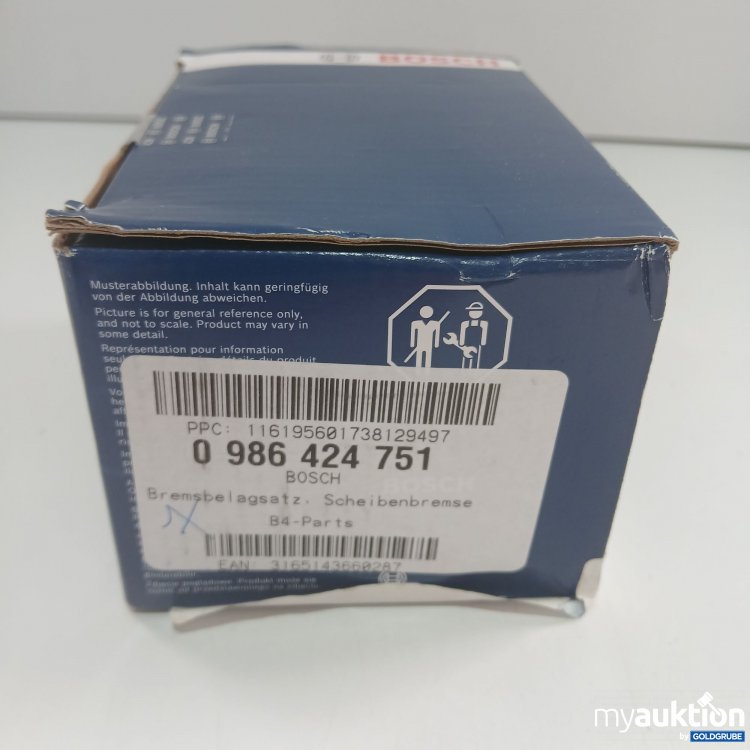 BOSCH
Musterabbildung. Inhalt kann geringfügig
von der Abbildung abweichen.
Picture is for general reference only,
and not to scale. Product may vary in
some detail.
Représentation pour information
PPC: 116195601738129497
0 986 424 751
BOSCH
Bremsbelagsatz. Scheibenbremse
B4-Parts
EAN: 3165143660287
myauktion
by GOLDGRUBE